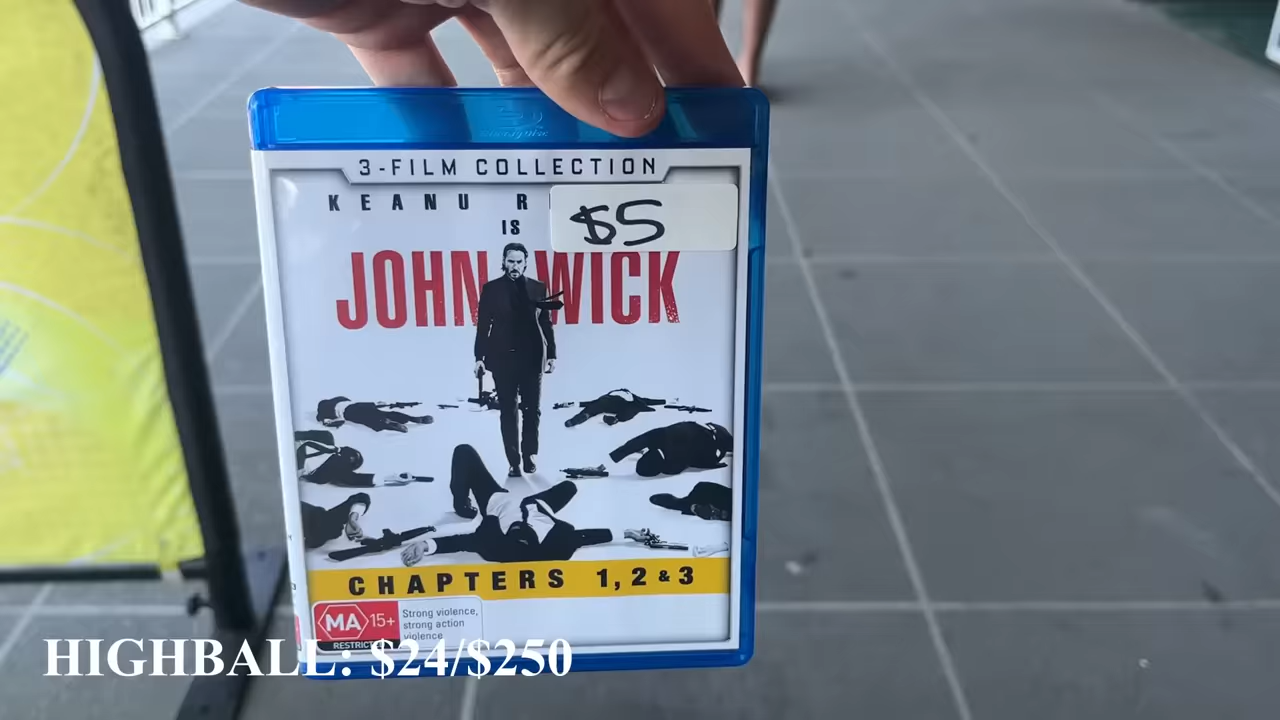 3-FILM COLLECTION
KEANU R
$5
IS
JOHN WICK
CHAPTERS 1, 2 & 3
MA 15+
Strong violence,
strong action
violence
RESTRICT
HIGHBALL: $24/$250